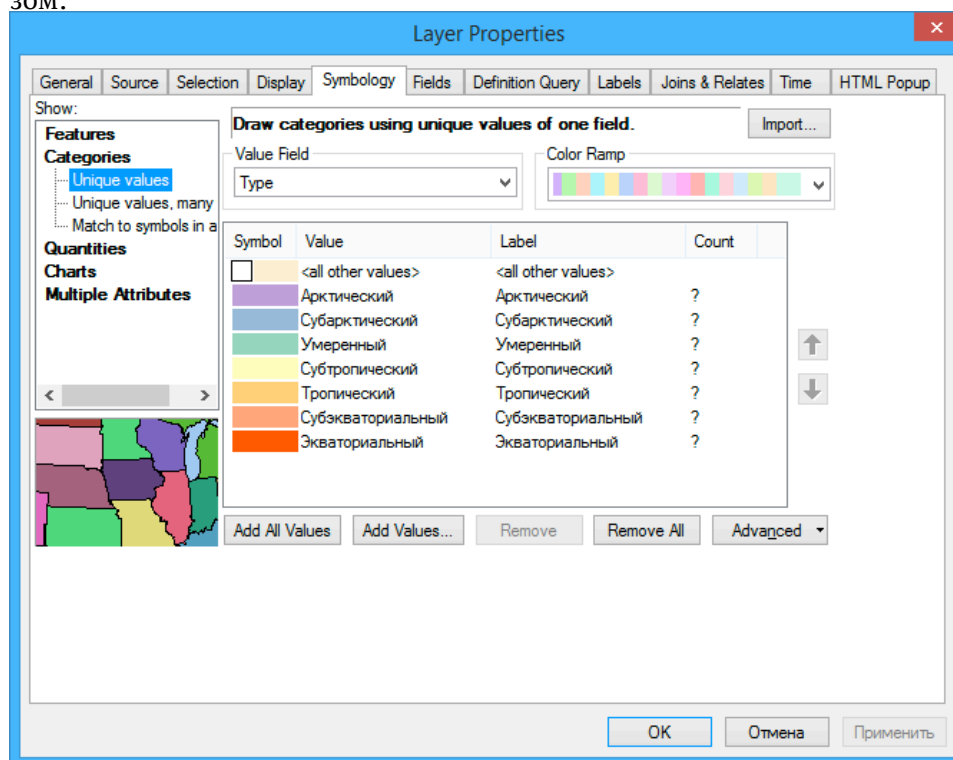 зом:
Layer Properties
General Source Selection Display Symbology Fields Definition Query Labels Joins & Relates Time HTML Popup
Show:
Features
Categories
Unique values
Unique values, many
Match to symbols in a
Quantities
Charts
Multiple Attributes
Draw categories using unique values of one field.
Import...
Value Field
Type
Color Ramp
Symbol Value Label Count
<all other values> <all other values>
Арктический Арктический ?
Субарктический Субарктический ?
Умеренный Умеренный ?
Субтропический Субтропический ?
Тропический Тропический ?
Субэкваториальный Субэкваториальный ?
Экваториальный Экваториальный ?
Add All Values Add Values... Remove Remove All Advanced
OK Отмена Применить